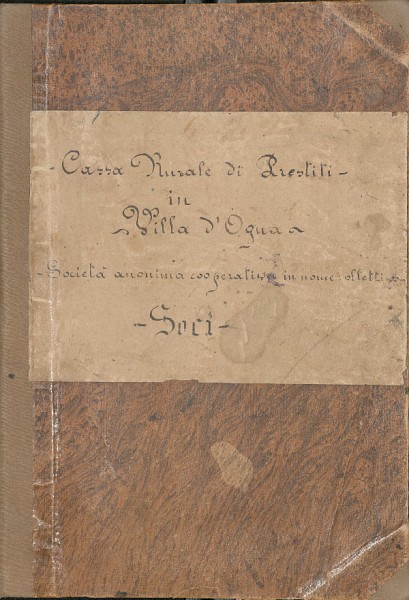 - Cassa Rurale di Prestiti -
in
Villa d'Ogna
- Società anonima cooperativa in nome collettivo -
- Soci -